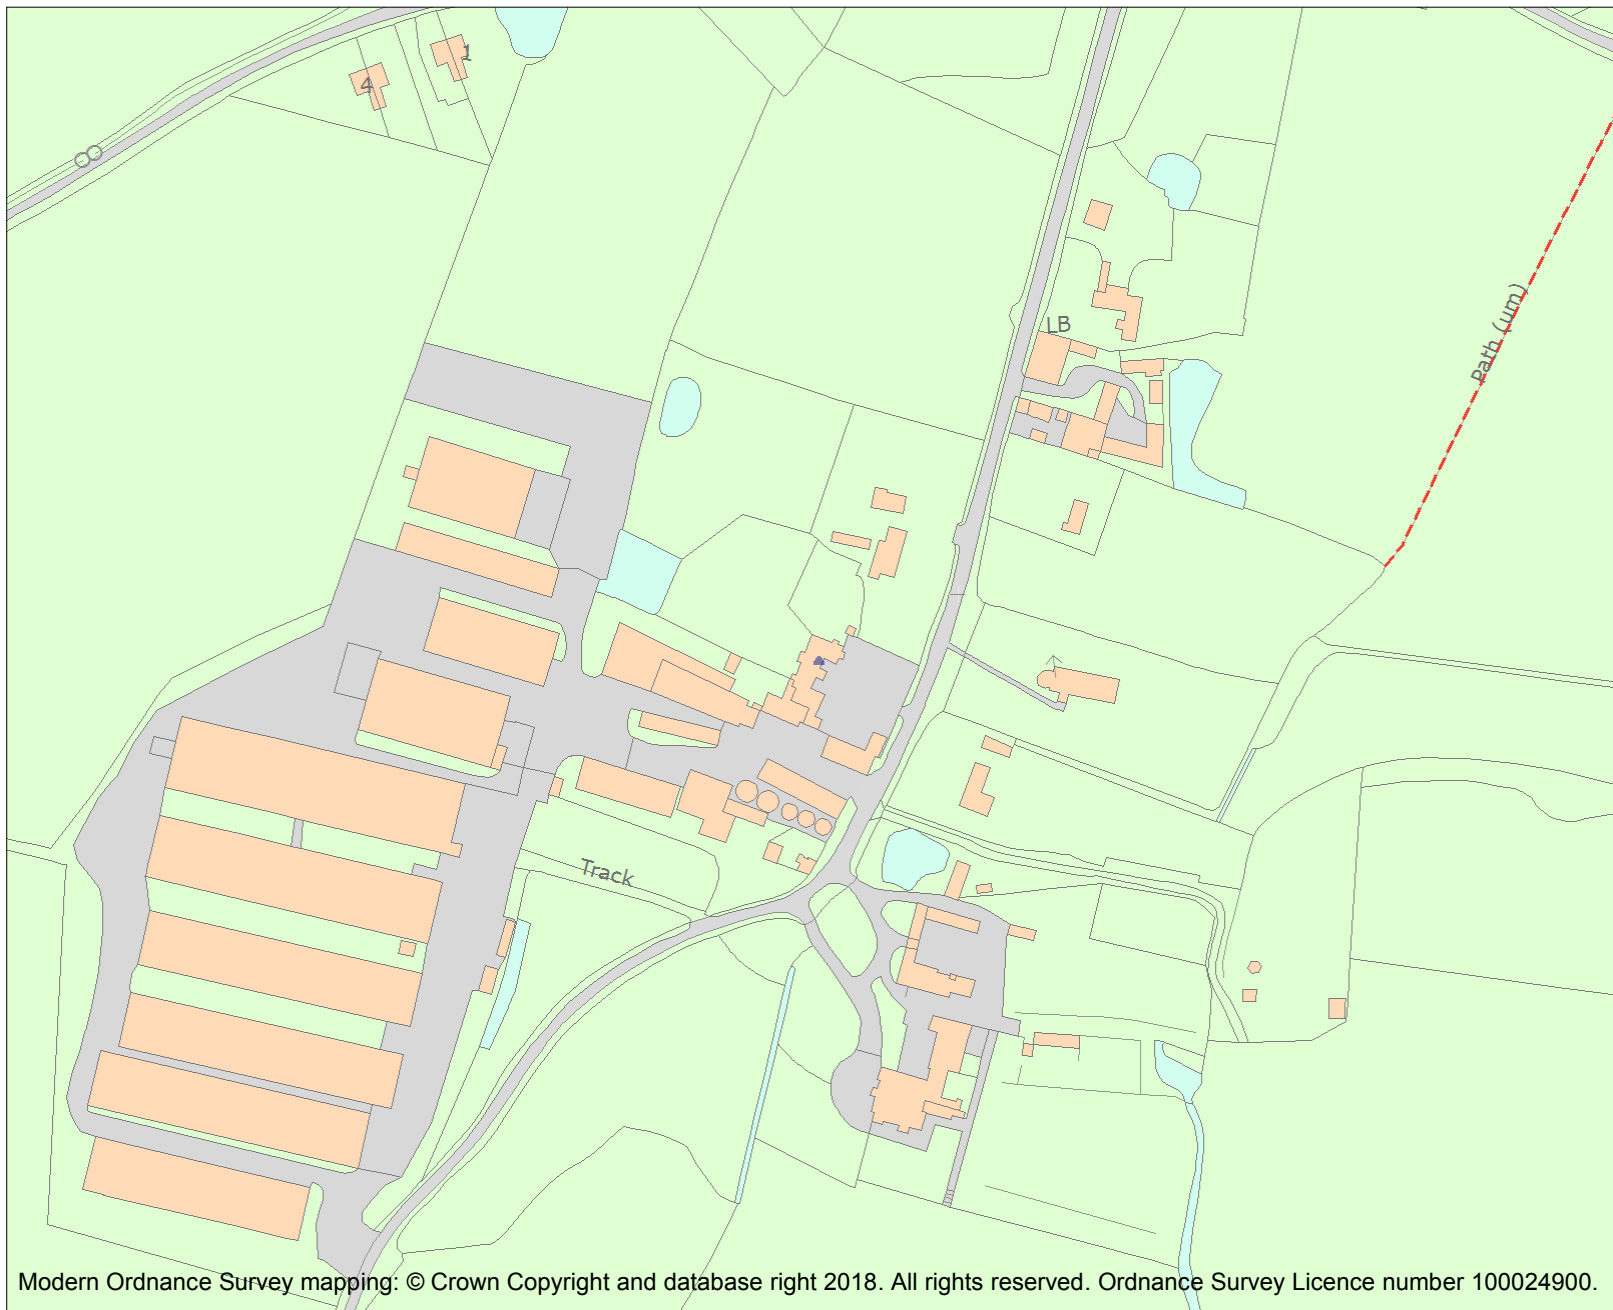 1
4
LB
Path (um)
Track
Modern Ordnance Survey mapping: © Crown Copyright and database right 2018. All rights reserved. Ordnance Survey Licence number 100024900.